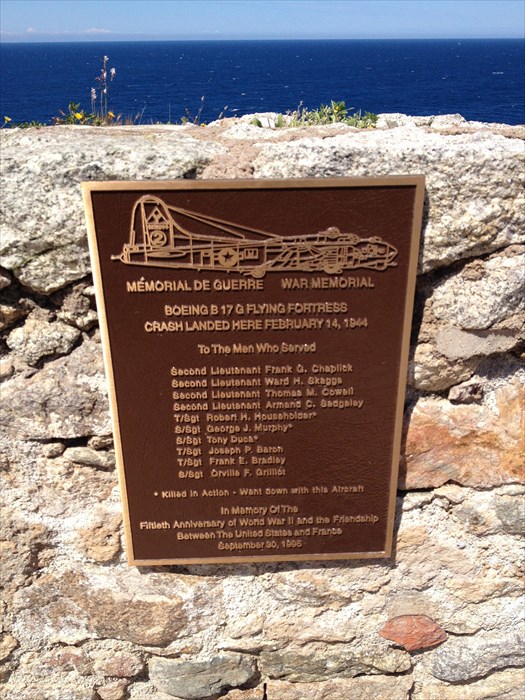 MÉMORIAL DE GUERRE WAR MEMORIAL
BOEING B 17 G FLYING FORTRESS
CRASH LANDED HERE FEBRUARY 14, 1944
To The Men Who Served
Second Lieutenant Frank G. Chaplick
Second Lieutenant Ward H. Skaggs
Second Lieutenant Thomas M. Cowell
Second Lieutenant Armand C. Sedgeley
T/Sgt Robert H. Householder*
S/Sgt George J. Murphy*
S/Sgt Tony Duca*
T/Sgt Joseph P. Baron
T/Sgt Frank E. Bradley
S/Sgt Orville F. Grilliot
* Killed in Action - Went down with this Aircraft
In Memory Of The
Fiftieth Anniversary of World War II and the Friendship
Between The United States and France
September 30, 1995